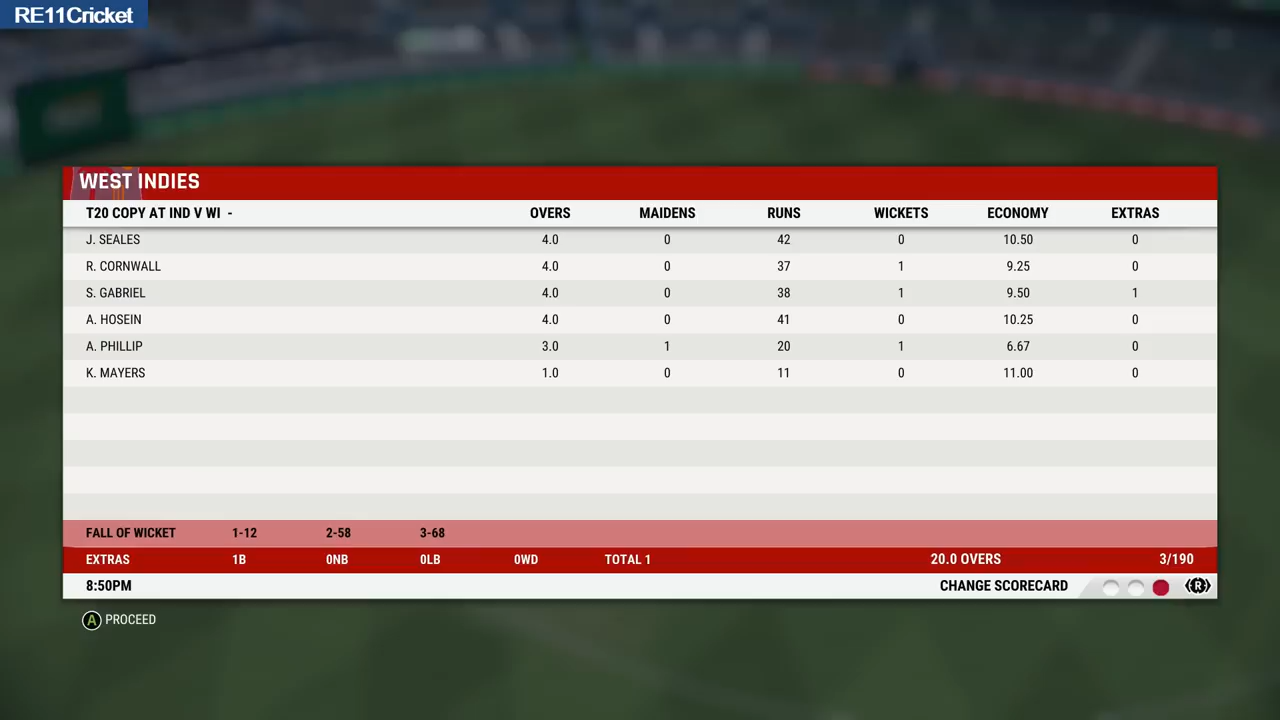 RE11Cricket
WEST INDIES
T20 COPY AT IND V WI - OVERS MAIDENS RUNS WICKETS ECONOMY EXTRAS
J. SEALES 4.0 0 42 0 10.50 0
R. CORNWALL 4.0 0 37 1 9.25 0
S. GABRIEL 4.0 0 38 1 9.50 1
A. HOSEIN 4.0 0 41 0 10.25 0
A. PHILLIP 3.0 1 20 1 6.67 0
K. MAYERS 1.0 0 11 0 11.00 0
FALL OF WICKET 1-12 2-58 3-68
EXTRAS 1B 0NB 0LB 0WD TOTAL 1 20.0 OVERS 3/190
8:50PM CHANGE SCORECARD R
A PROCEED